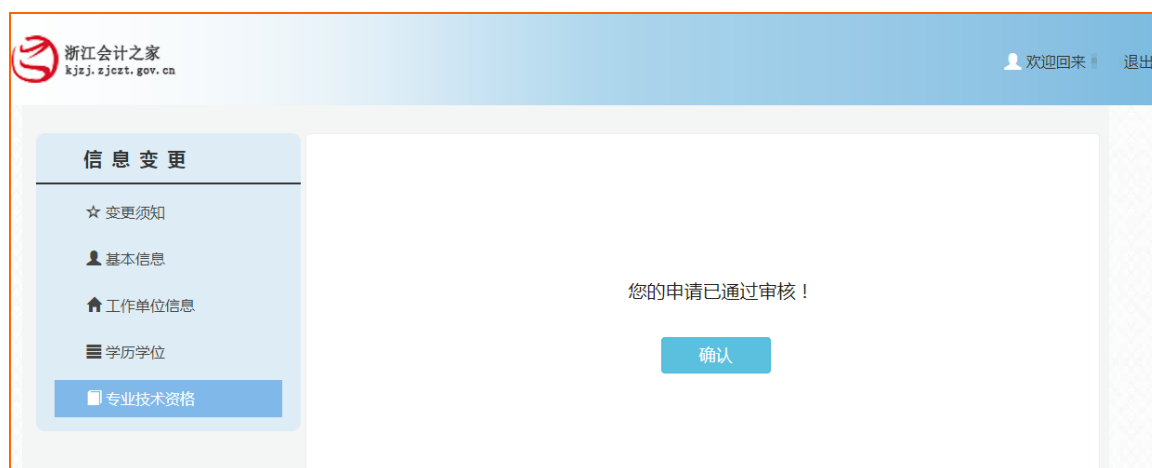 浙江会计之家
kjzj.zjczt.gov.cn
欢迎回来 退出
信息变更
变更须知
基本信息
工作单位信息
学历学位
专业技术资格
您的申请已通过审核！
确认